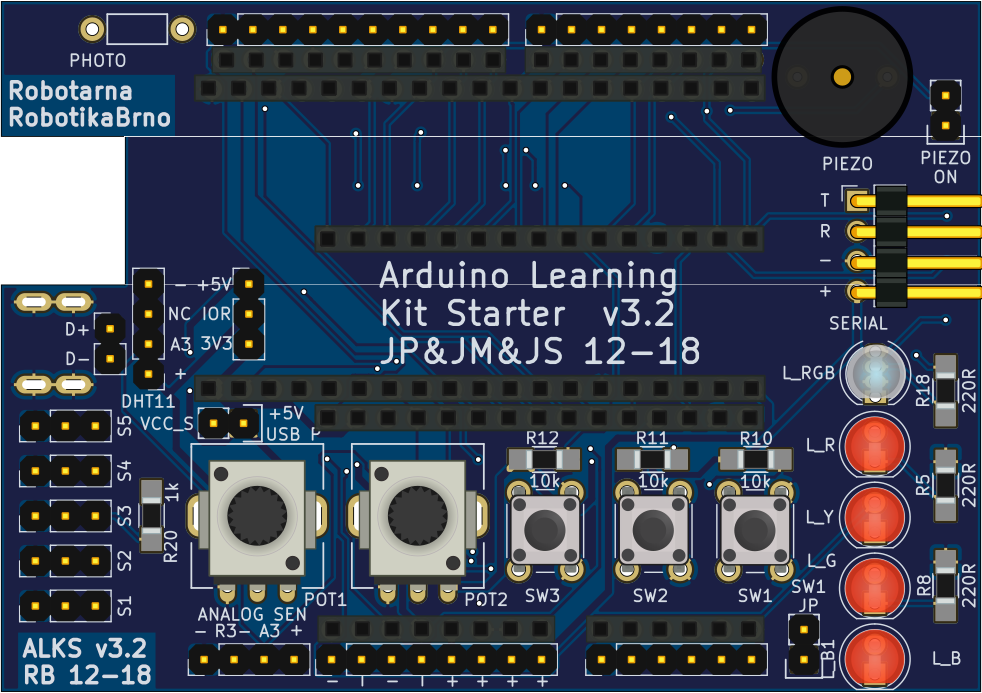 PHOTO
Robotarna
RobotikaBrno
PIEZO
PIEZO
ON
T
R
-
+
SERIAL
- +5V
NC IOR
A3 3V3
+
D+
D-
DHT11
Arduino Learning
Kit Starter v3.2
JP&JM&JS 12-18
VCC_S
+5V
USB P
L_RGB
R18
220R
S5
S4
S3
S2
S1
1k
R20
R12
10k
R11
10k
R10
10k
L_R
R5
220R
L_Y
L_G
R8
220R
POT1
POT2
SW3
SW2
SW1
SW1
JP
ANALOG SEN
- R3- A3 +
ALKS v3.2
RB 12-18
L_B
- | - | + + + +